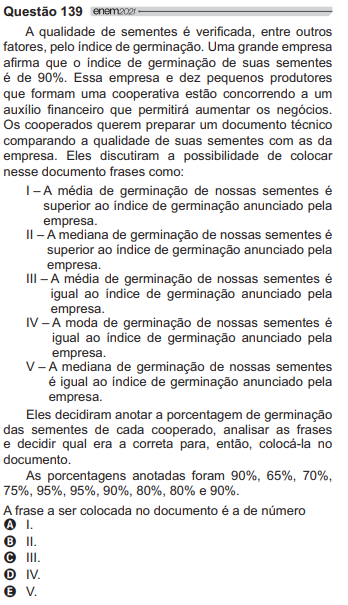 Questão 139 enem2021
A qualidade de sementes é verificada, entre outros
fatores, pelo índice de germinação. Uma grande empresa
afirma que o índice de germinação de suas sementes
é de 90%. Essa empresa e dez pequenos produtores
que formam uma cooperativa estão concorrendo a um
auxílio financeiro que permitirá aumentar os negócios.
Os cooperados querem preparar um documento técnico
comparando a qualidade de suas sementes com as da
empresa. Eles discutiram a possibilidade de colocar
nesse documento frases como:
I – A média de germinação de nossas sementes é
superior ao índice de germinação anunciado pela
empresa.
II – A mediana de germinação de nossas sementes é
superior ao índice de germinação anunciado pela
empresa.
III – A média de germinação de nossas sementes é
igual ao índice de germinação anunciado pela
empresa.
IV – A moda de germinação de nossas sementes é
igual ao índice de germinação anunciado pela
empresa.
V – A mediana de germinação de nossas sementes
é igual ao índice de germinação anunciado pela
empresa.
Eles decidiram anotar a porcentagem de germinação
das sementes de cada cooperado, analisar as frases
e decidir qual era a correta para, então, colocá-la no
documento.
As porcentagens anotadas foram 90%, 65%, 70%,
75%, 95%, 95%, 90%, 80%, 80% e 90%.
A frase a ser colocada no documento é a de número
A I.
B II.
C III.
D IV.
E V.